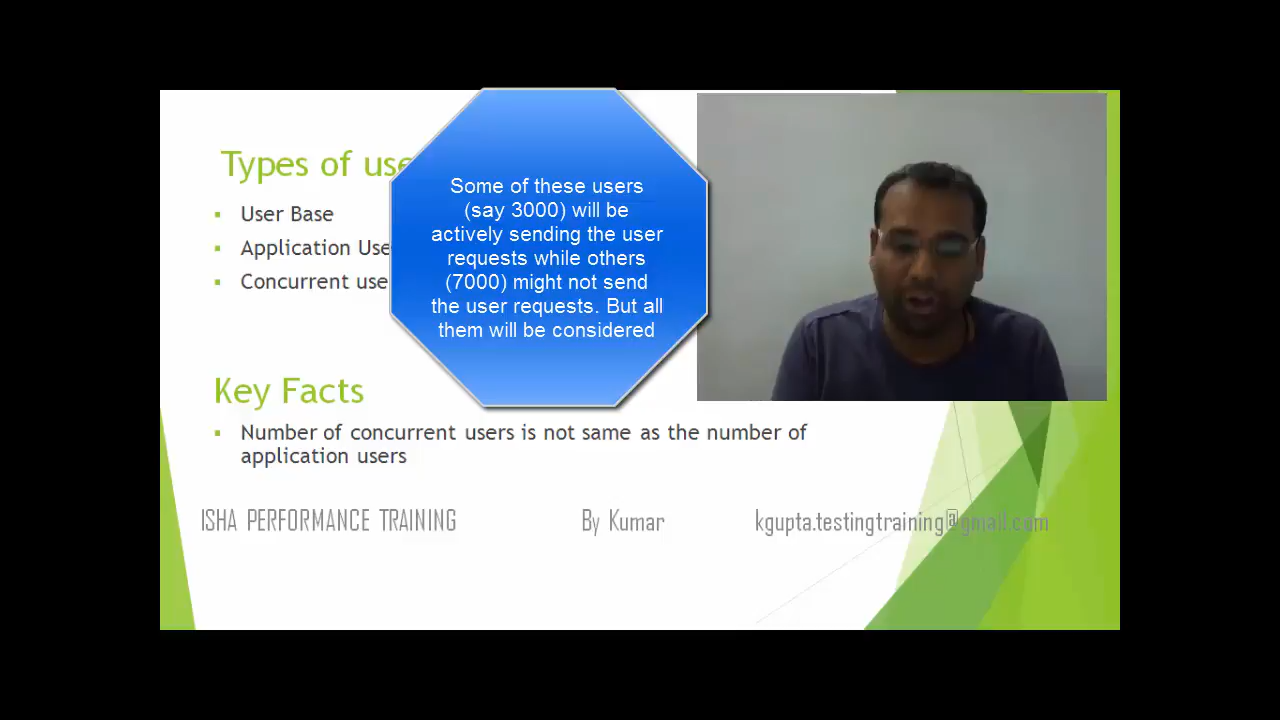 Types of use
User Base
Application Use
Concurrent use
Some of these users
(say 3000) will be
actively sending the user
requests while others
(7000) might not send
the user requests. But all
them will be considered
Key Facts
Number of concurrent users is not same as the number of
application users
ISHA PERFORMANCE TRAINING By Kumar kgupta.testingtraining@gmail.com